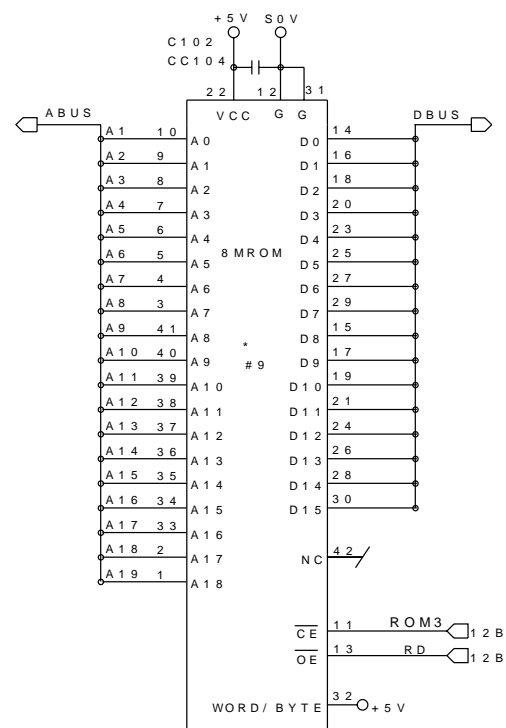 +5V S0V
C102
CC104
22 12 31
VCC G G
ABUS DBUS
A1 10 A0 D0 14
A2 9 A1 D1 16
A3 8 A2 D2 18
A4 7 A3 D3 20
A5 6 A4 D4 23
8MROM
A6 5 A5 D5 25
A7 4 A6 D6 27
A8 3 A7 D7 29
A9 41 A8 D8 15
*
A10 40 A9 #9 D9 17
A11 39 A10 D10 19
A12 38 A11 D11 21
A13 37 A12 D12 24
A14 36 A13 D13 26
A15 35 A14 D14 28
A16 34 A15 D15 30
A17 33 A16
A18 2 A17 NC 42
A19 1 A18
CE 11 ROM3 12B
OE 13 RD 12B
WORD/BYTE 32 +5V